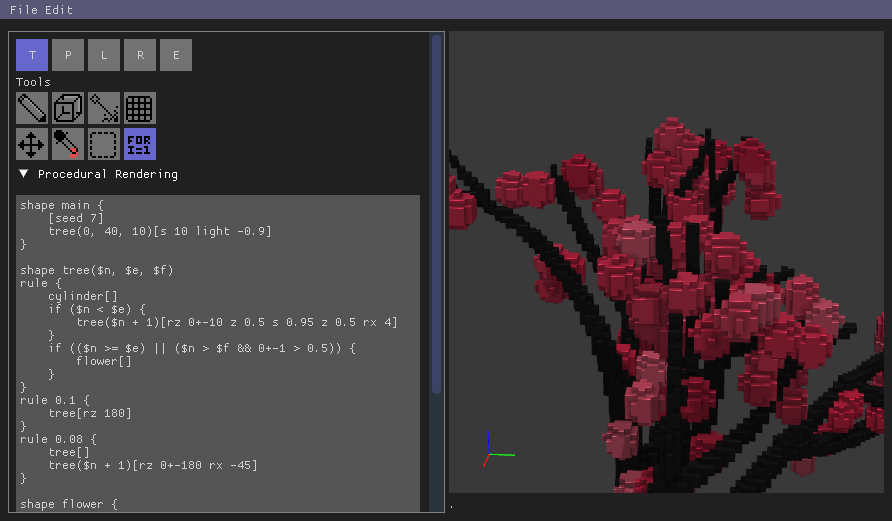 File Edit
T P L R E
Tools
FOR
I=1
▼ Procedural Rendering
shape main {
    [seed 7]
    tree(0, 40, 10)[s 10 light -0.9]
}

shape tree($n, $e, $f)
rule {
    cylinder[]
    if ($n < $e) {
        tree($n + 1)[rz 0+-10 z 0.5 s 0.95 z 0.5 rx 4]
    }
    if (($n >= $e) || ($n > $f && 0+-1 > 0.5)) {
        flower[]
    }
}
rule 0.1 {
    tree[rz 180]
}
rule 0.08 {
    tree[]
    tree($n + 1)[rz 0+-180 rx -45]
}

shape flower {